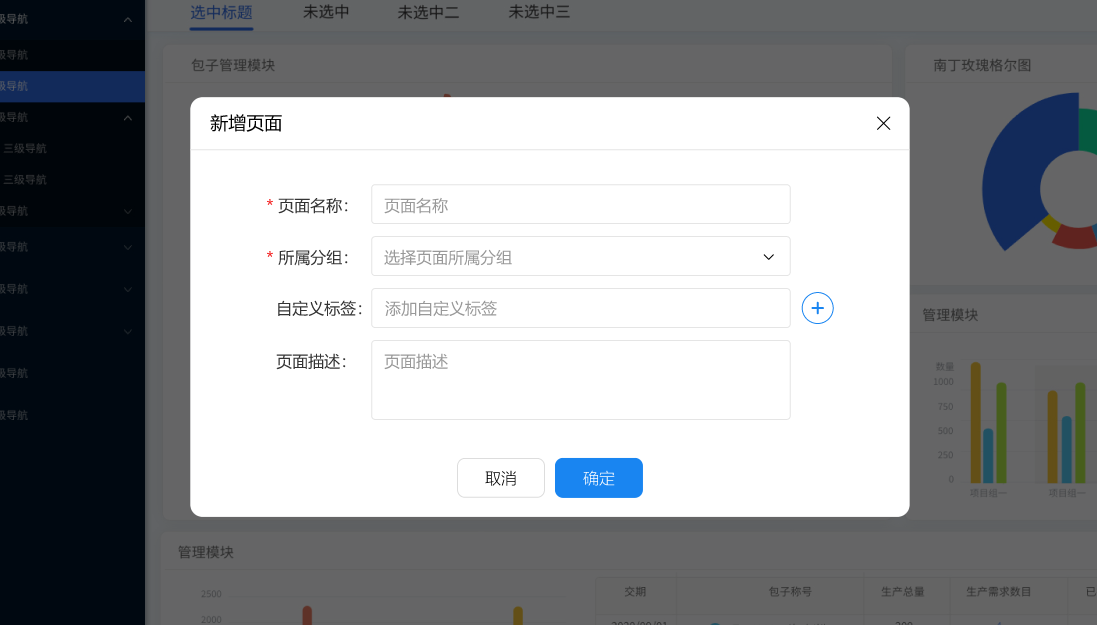 选中标题 未选中 未选中二 未选中三
级导航
级导航
级导航
级导航
三级导航
三级导航
级导航
级导航
级导航
级导航
级导航
级导航
包子管理模块
南丁玫瑰格尔图
新增页面
* 页面名称： 页面名称
* 所属分组： 选择页面所属分组
自定义标签： 添加自定义标签
页面描述： 页面描述
取消 确定
管理模块
数量
1000
750
500
250
0
项目组一 项目组一
管理模块
2500
2000
交期 包子称号 生产总量 生产需求数目 已